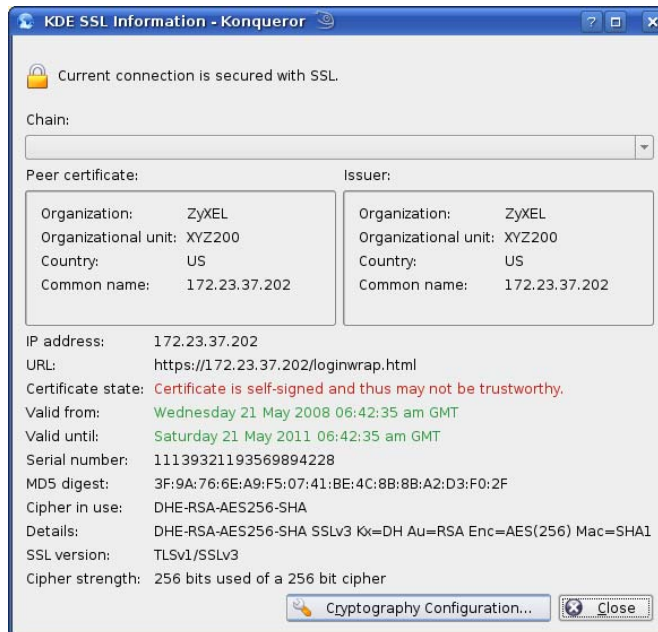 KDE SSL Information - Konqueror
Current connection is secured with SSL.
Chain:
Peer certificate:
Organization: ZyXEL
Organizational unit: XYZ200
Country: US
Common name: 172.23.37.202
Issuer:
Organization: ZyXEL
Organizational unit: XYZ200
Country: US
Common name: 172.23.37.202
IP address: 172.23.37.202
URL: https://172.23.37.202/loginwrap.html
Certificate state: Certificate is self-signed and thus may not be trustworthy.
Valid from: Wednesday 21 May 2008 06:42:35 am GMT
Valid until: Saturday 21 May 2011 06:42:35 am GMT
Serial number: 11139321193569894228
MD5 digest: 3F:9A:76:6E:A9:F5:07:41:BE:4C:8B:8B:A2:D3:F0:2F
Cipher in use: DHE-RSA-AES256-SHA
Details: DHE-RSA-AES256-SHA SSLv3 Kx=DH Au=RSA Enc=AES(256) Mac=SHA1
SSL version: TLSv1/SSLv3
Cipher strength: 256 bits used of a 256 bit cipher
Cryptography Configuration...
Close